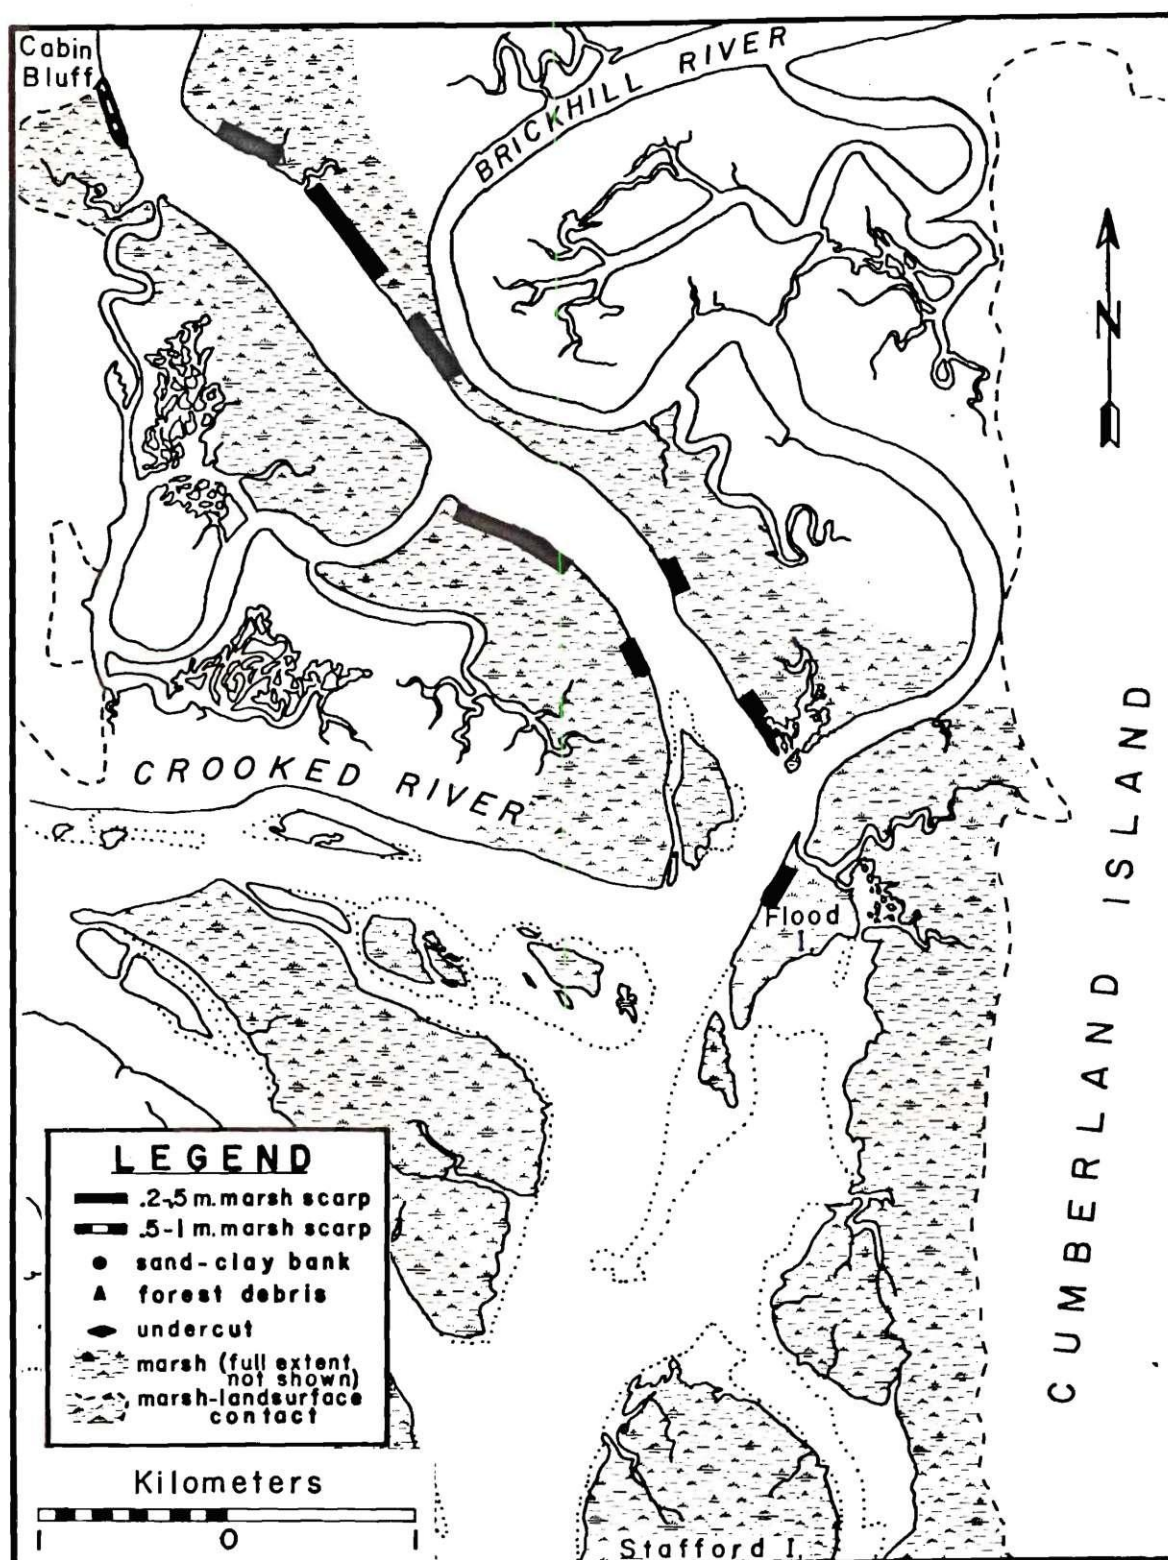 Cabin
Bluff
BRICKHILL RIVER
N
CROOKED RIVER
Flood
I
CUMBERLAND ISLAND
LEGEND
.2-.5 m. marsh scarp
.5-1 m. marsh scarp
sand-clay bank
forest debris
undercut
marsh (full extent
not shown)
marsh-landsurface
contact
Kilometers
1 0 1
Stafford I.